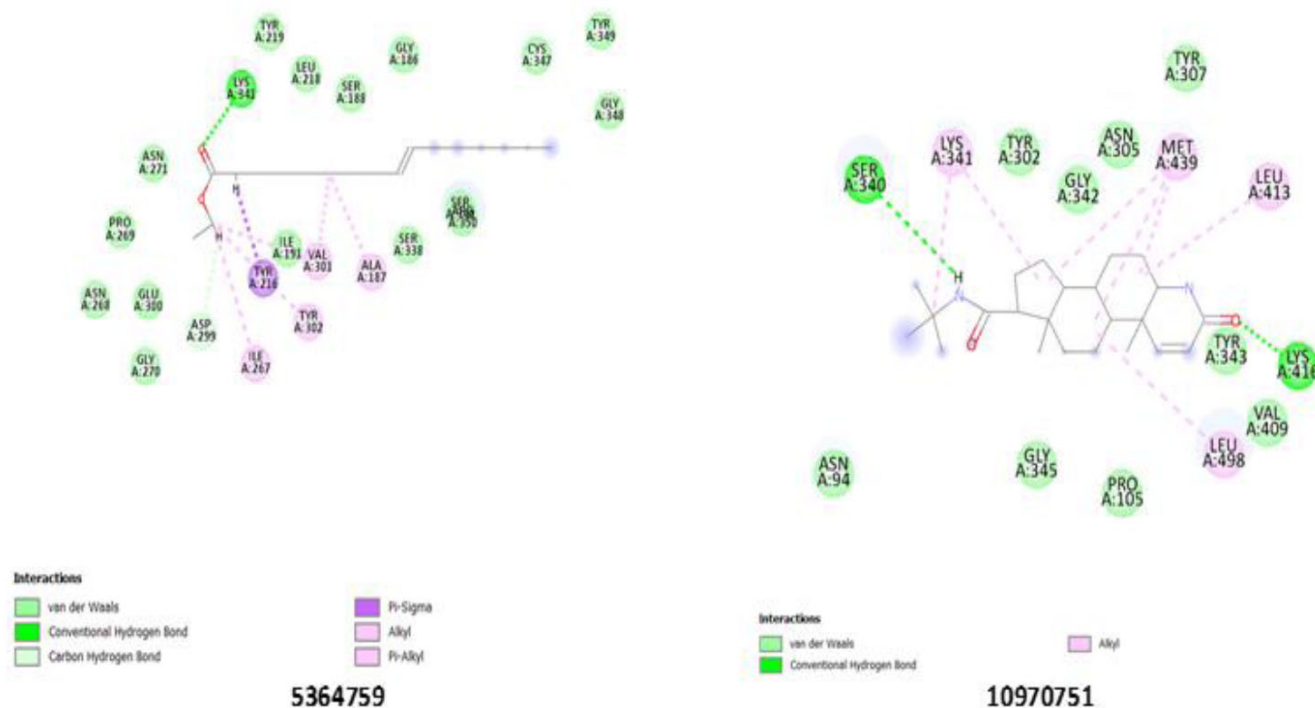 TYR
A:219
TYR
A:349
GLY
A:186
CYS
A:347
LEU
A:218
LYS
A:341
SER
A:188
GLY
A:348
ASN
A:271
H
O
O
H
PRO
A:269
SER
A:350
ILE
A:191
VAL
A:301
SER
A:338
TYR
A:216
ALA
A:187
ASN
A:268
GLU
A:300
ASP
A:299
TYR
A:302
GLY
A:270
ILE
A:267
Interactions
van der Waals
Conventional Hydrogen Bond
Carbon Hydrogen Bond
Pi-Sigma
Alkyl
Pi-Alkyl
5364759
TYR
A:307
LYS
A:341
TYR
A:302
ASN
A:305
MET
A:439
SER
A:340
GLY
A:342
LEU
A:413
H
N
N
O
O
TYR
A:343
LYS
A:416
VAL
A:409
LEU
A:498
ASN
A:94
GLY
A:345
PRO
A:105
Interactions
van der Waals
Conventional Hydrogen Bond
Alkyl
10970751